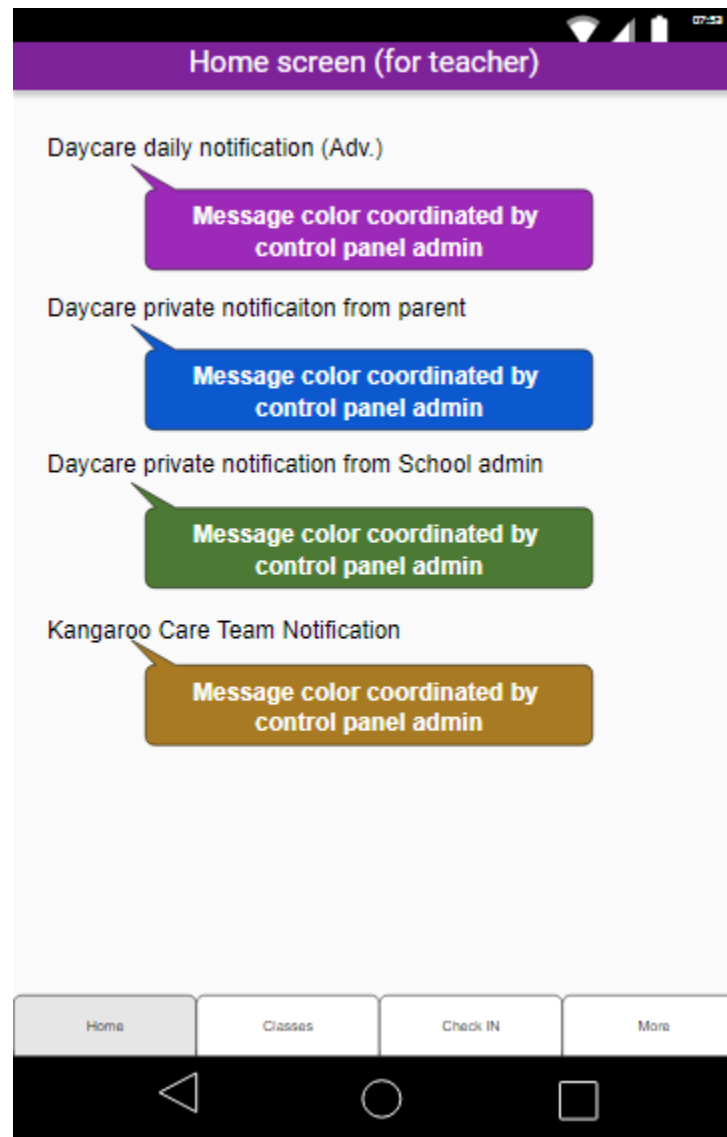 07:53
Home screen (for teacher)
Daycare daily notification (Adv.)
Message color coordinated by
control panel admin
Daycare private notificaiton from parent
Message color coordinated by
control panel admin
Daycare private notification from School admin
Message color coordinated by
control panel admin
Kangaroo Care Team Notification
Message color coordinated by
control panel admin
Home Classes Check IN More